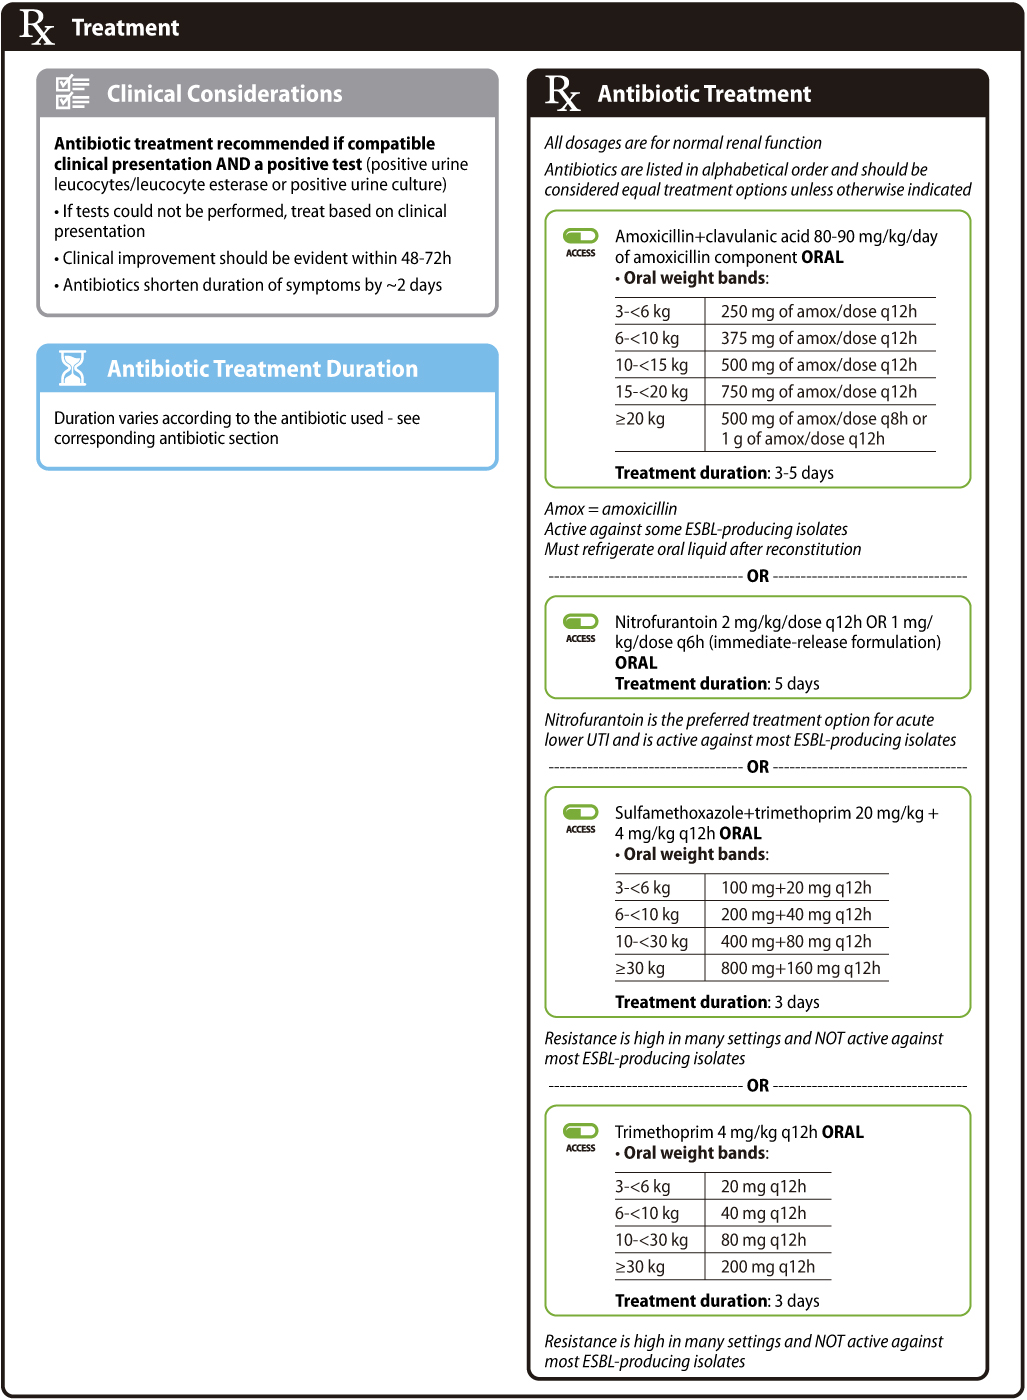 Rx Treatment
Clinical Considerations
Antibiotic treatment recommended if compatible
clinical presentation AND a positive test (positive urine
leucocytes/leucocyte esterase or positive urine culture)
• If tests could not be performed, treat based on clinical
presentation
• Clinical improvement should be evident within 48-72h
• Antibiotics shorten duration of symptoms by ~2 days
Antibiotic Treatment Duration
Duration varies according to the antibiotic used - see
corresponding antibiotic section
Rx Antibiotic Treatment
All dosages are for normal renal function
Antibiotics are listed in alphabetical order and should be
considered equal treatment options unless otherwise indicated
ACCESS
Amoxicillin+clavulanic acid 80-90 mg/kg/day
of amoxicillin component ORAL
• Oral weight bands:
3-<6 kg 250 mg of amox/dose q12h
6-<10 kg 375 mg of amox/dose q12h
10-<15 kg 500 mg of amox/dose q12h
15-<20 kg 750 mg of amox/dose q12h
≥20 kg 500 mg of amox/dose q8h or
1 g of amox/dose q12h
Treatment duration: 3-5 days
Amox = amoxicillin
Active against some ESBL-producing isolates
Must refrigerate oral liquid after reconstitution
----------------------------------- OR -----------------------------------
ACCESS
Nitrofurantoin 2 mg/kg/dose q12h OR 1 mg/
kg/dose q6h (immediate-release formulation)
ORAL
Treatment duration: 5 days
Nitrofurantoin is the preferred treatment option for acute
lower UTI and is active against most ESBL-producing isolates
----------------------------------- OR -----------------------------------
ACCESS
Sulfamethoxazole+trimethoprim 20 mg/kg +
4 mg/kg q12h ORAL
• Oral weight bands:
3-<6 kg 100 mg+20 mg q12h
6-<10 kg 200 mg+40 mg q12h
10-<30 kg 400 mg+80 mg q12h
≥30 kg 800 mg+160 mg q12h
Treatment duration: 3 days
Resistance is high in many settings and NOT active against
most ESBL-producing isolates
----------------------------------- OR -----------------------------------
ACCESS
Trimethoprim 4 mg/kg q12h ORAL
• Oral weight bands:
3-<6 kg 20 mg q12h
6-<10 kg 40 mg q12h
10-<30 kg 80 mg q12h
≥30 kg 200 mg q12h
Treatment duration: 3 days
Resistance is high in many settings and NOT active against
most ESBL-producing isolates